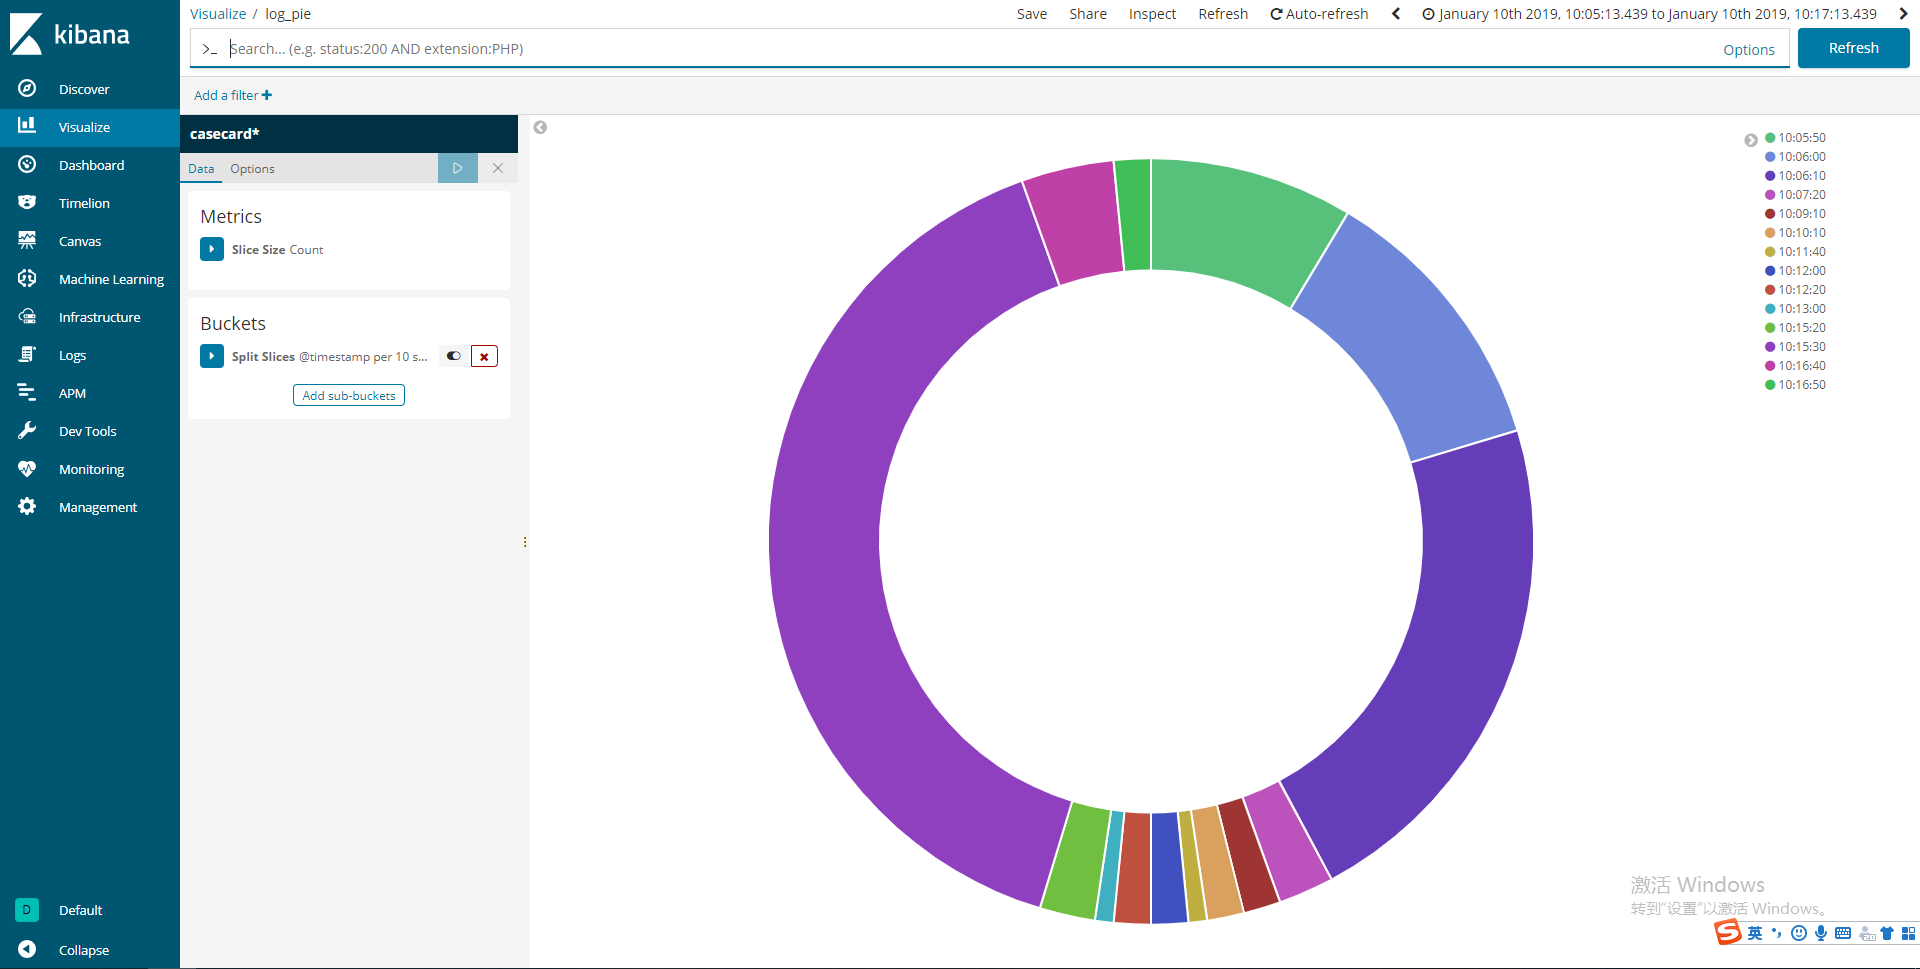 kibana
Discover
Visualize
Dashboard
Timelion
Canvas
Machine Learning
Infrastructure
Logs
APM
Dev Tools
Monitoring
Management
D Default
Collapse
Visualize / log_pie
Save Share Inspect Refresh Auto-refresh January 10th 2019, 10:05:13.439 to January 10th 2019, 10:17:13.439
>_ Search... (e.g. status:200 AND extension:PHP) Options Refresh
Add a filter +
casecard*
Data Options
Metrics
Slice Size Count
Buckets
Split Slices @timestamp per 10 s...
Add sub-buckets
10:05:50
10:06:00
10:06:10
10:07:20
10:09:10
10:10:10
10:11:40
10:12:00
10:12:20
10:13:00
10:15:20
10:15:30
10:16:40
10:16:50
激活 Windows
转到“设置”以激活 Windows。
S 英